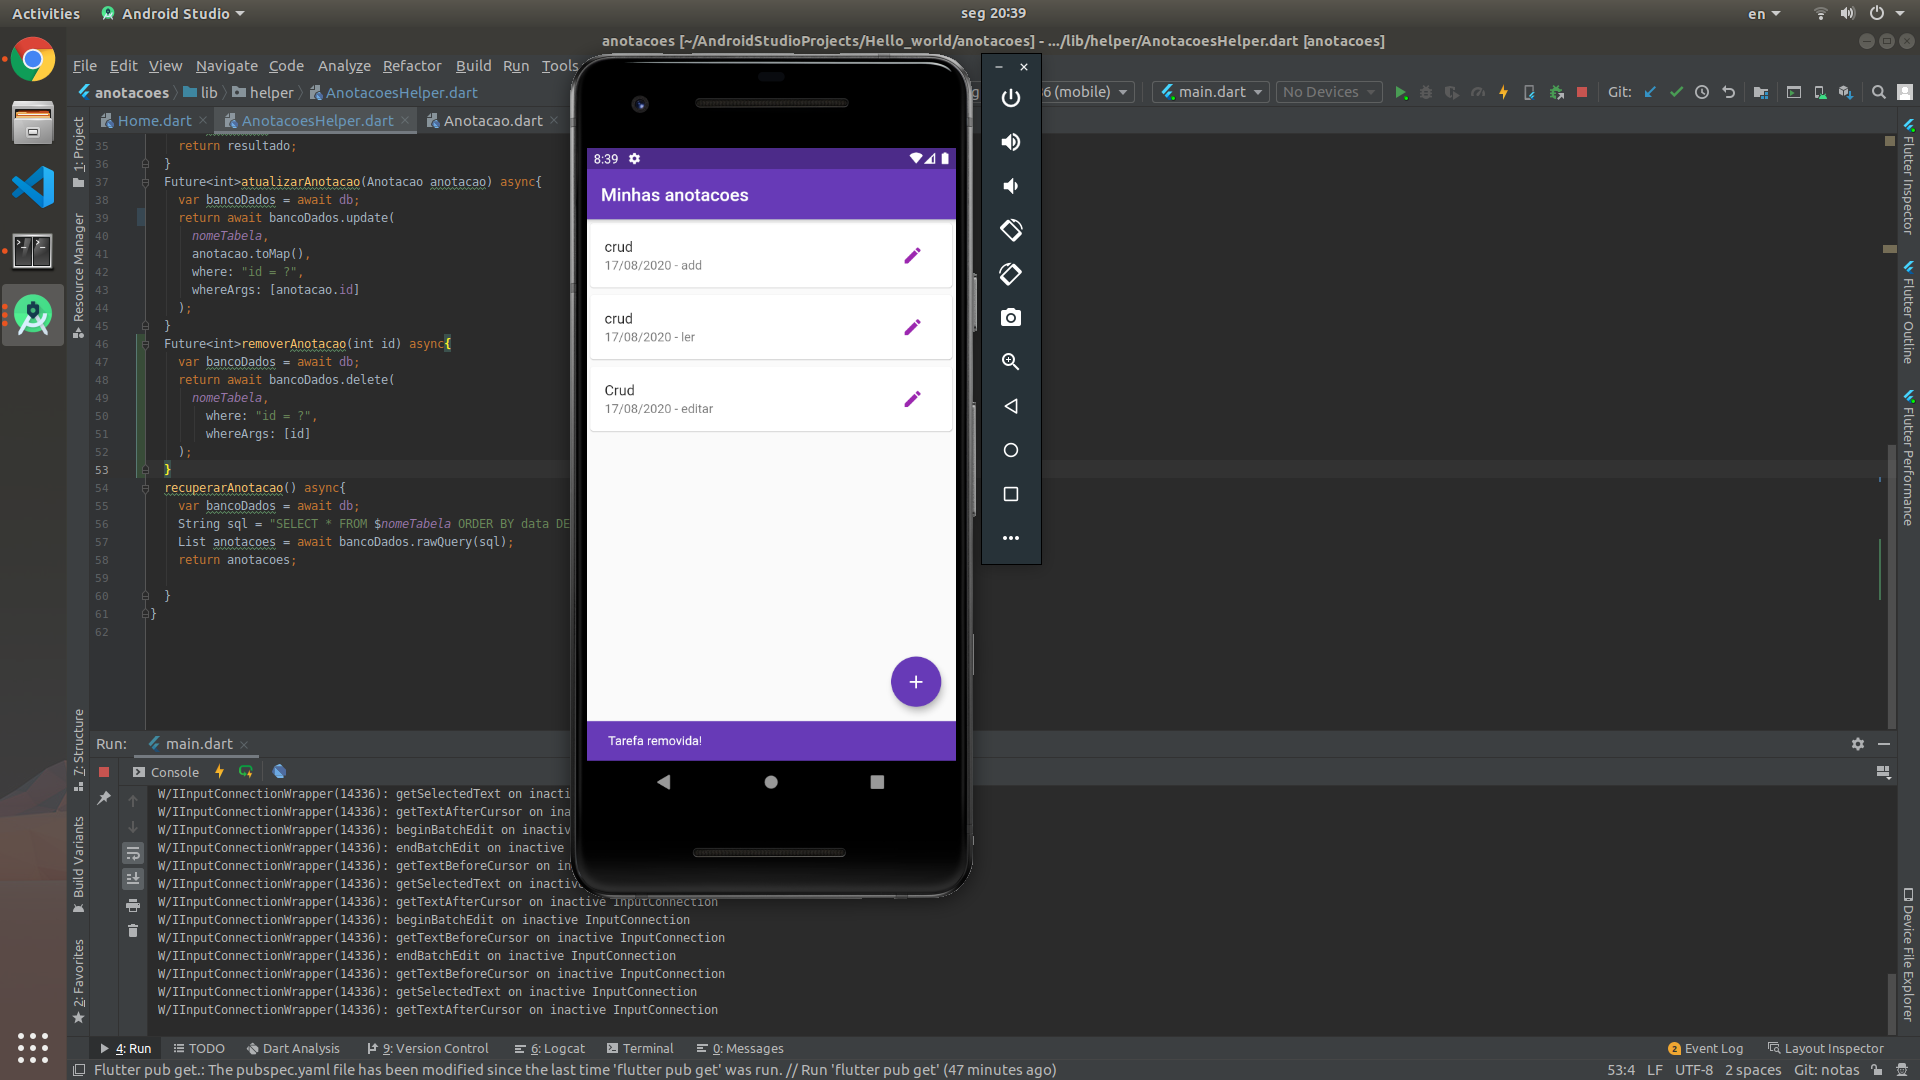 Activities
Android Studio
seg 20:39
en
anotacoes [~/AndroidStudioProjects/Hello_world/anotacoes] - .../lib/helper/AnotacoesHelper.dart [anotacoes]
File Edit View Navigate Code Analyze Refactor Build Run Tools
anotacoes lib helper AnotacoesHelper.dart
(mobile) main.dart No Devices Git:
Home.dart AnotacoesHelper.dart Anotacao.dart
1: Project
Resource Manager
7: Structure
Build Variants
2: Favorites
35 return resultado;
36 }
37 Future<int>atualizarAnotacao(Anotacao anotacao) async{
38 var bancoDados = await db;
39 return await bancoDados.update(
40 nomeTabela,
41 anotacao.toMap(),
42 where: "id = ?",
43 whereArgs: [anotacao.id]
44 );
45 }
46 Future<int>removerAnotacao(int id) async{
47 var bancoDados = await db;
48 return await bancoDados.delete(
49 nomeTabela,
50 where: "id = ?",
51 whereArgs: [id]
52 );
53 }
54 recuperarAnotacao() async{
55 var bancoDados = await db;
56 String sql = "SELECT * FROM $nomeTabela ORDER BY data DE
57 List anotacoes = await bancoDados.rawQuery(sql);
58 return anotacoes;
59
60 }
61 }
62
8:39
Minhas anotacoes
crud
17/08/2020 - add
crud
17/08/2020 - ler
Crud
17/08/2020 - editar
+
Tarefa removida!
Flutter Inspector
Flutter Outline
Flutter Performance
Device File Explorer
Run: main.dart
Console
W/IInputConnectionWrapper(14336): getSelectedText on inacti
W/IInputConnectionWrapper(14336): getTextAfterCursor on ina
W/IInputConnectionWrapper(14336): beginBatchEdit on inactiv
W/IInputConnectionWrapper(14336): endBatchEdit on inactive
W/IInputConnectionWrapper(14336): getTextBeforeCursor on in
W/IInputConnectionWrapper(14336): getSelectedText on inactive
W/IInputConnectionWrapper(14336): getTextAfterCursor on inactive InputConnection
W/IInputConnectionWrapper(14336): beginBatchEdit on inactive InputConnection
W/IInputConnectionWrapper(14336): getTextBeforeCursor on inactive InputConnection
W/IInputConnectionWrapper(14336): endBatchEdit on inactive InputConnection
W/IInputConnectionWrapper(14336): getTextBeforeCursor on inactive InputConnection
W/IInputConnectionWrapper(14336): getSelectedText on inactive InputConnection
W/IInputConnectionWrapper(14336): getTextAfterCursor on inactive InputConnection
4: Run TODO Dart Analysis 9: Version Control 6: Logcat Terminal 0: Messages 2 Event Log Layout Inspector
Flutter pub get.: The pubspec.yaml file has been modified since the last time 'flutter pub get' was run. // Run 'flutter pub get' (47 minutes ago) 53:4 LF UTF-8 2 spaces Git: notas